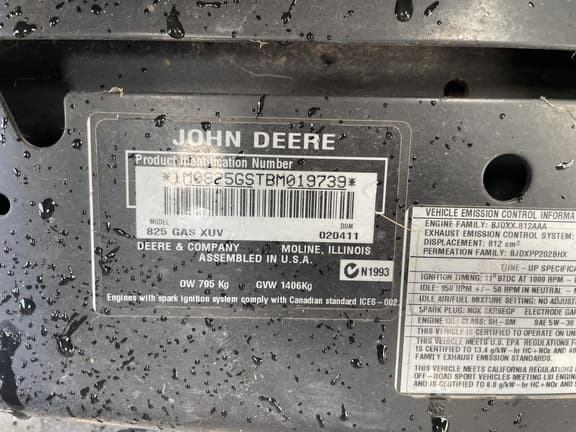 JOHN DEERE
Product Identification Number
*1M0825GSTBM019739*
MODEL DOM
825 GAS XUV 020411
DEERE & COMPANY MOLINE, ILLINOIS
ASSEMBLED IN U.S.A.
N1993
OW 795 Kg GVW 1406Kg
Engines with spark ignition system comply with Canadian standard ICES-002
VEHICLE EMISSION CONTROL INFORMA
ENGINE FAMILY: BJDXX.812AAA
EXHAUST EMISSION CONTROL SYSTEM:
DISPLACEMENT: 812 cm³
PERMEATION FAMILY: BJDXPP2028HX
TUNE-UP SPECIFICA
IGNITION TIMING: 11° BTDC AT 1000 RPM -
IDLE: 950 RPM +/- 50 RPM IN NEUTRAL -
IDLE AIR/FUEL MIXTURE SETTING: NO ADJUST
SPARK PLUG: NGK ELECTRODE GA
ENGINE OIL CLASS: SH-SM SAE 5W-30
THIS VEHICLE IS CERTIFIED TO OPERATE ON UN
THIS VEHICLE MEETS U.S. EPA REGULATIONS FO
CERTIFIED TO 13.4 g/kW-hr HC+NOx and 40
FAMILY EXHAUST STANDARDS.
THIS VEHICLE MEETS CALIFORNIA REGULATIONS
OFF-ROAD SPORT VEHICLES MEETING LSI ENGIN
CERTIFIED TO 8.0 g/kW-hr HC+NOx AND